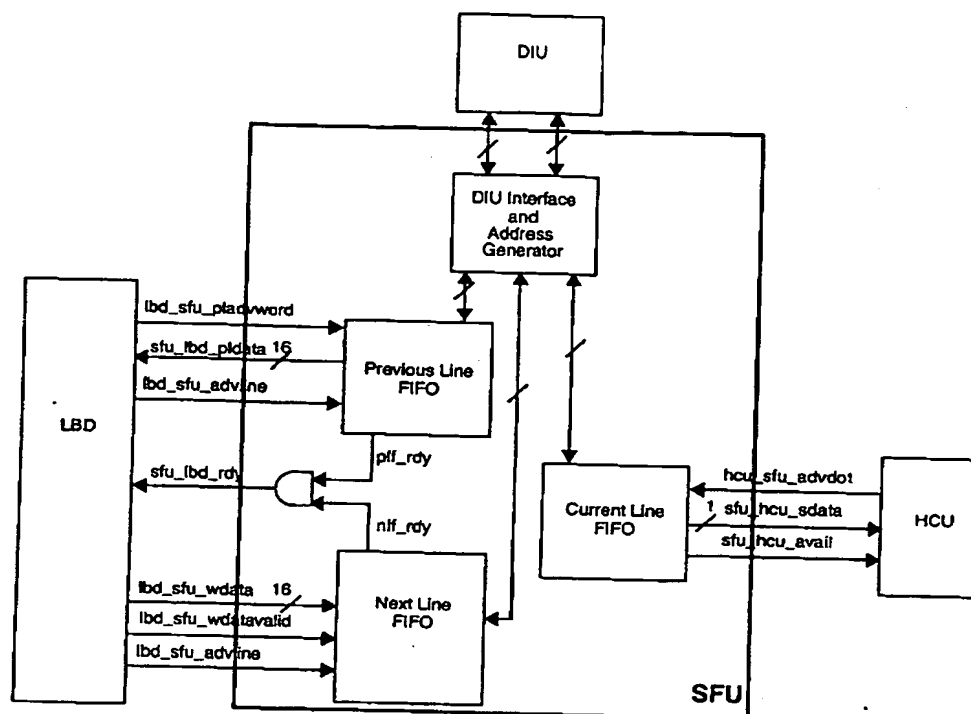 DIU
DIU Interface
and
Address
Generator
lbd_sfu_pladvword
sfu_lbd_pldata 16
lbd_sfu_advline
Previous Line
FIFO
LBD
plf_rdy
sfu_lbd_rdy
nlf_rdy
hcu_sfu_advdot
1 sfu_hcu_sdata
sfu_hcu_avail
Current Line
FIFO
HCU
lbd_sfu_wdata 16
lbd_sfu_wdatavalid
lbd_sfu_advline
Next Line
FIFO
SFU